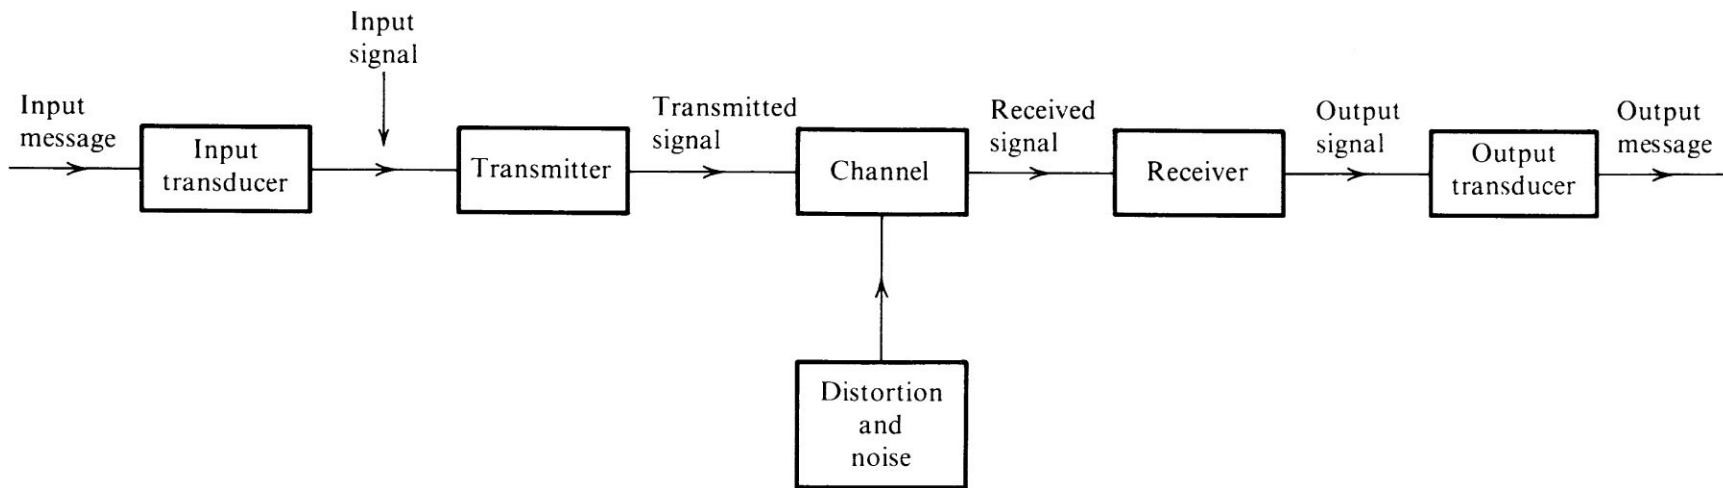 Input
signal
Input
message
Input
transducer
Transmitter
Transmitted
signal
Channel
Received
signal
Receiver
Output
signal
Output
transducer
Output
message
Distortion
and
noise